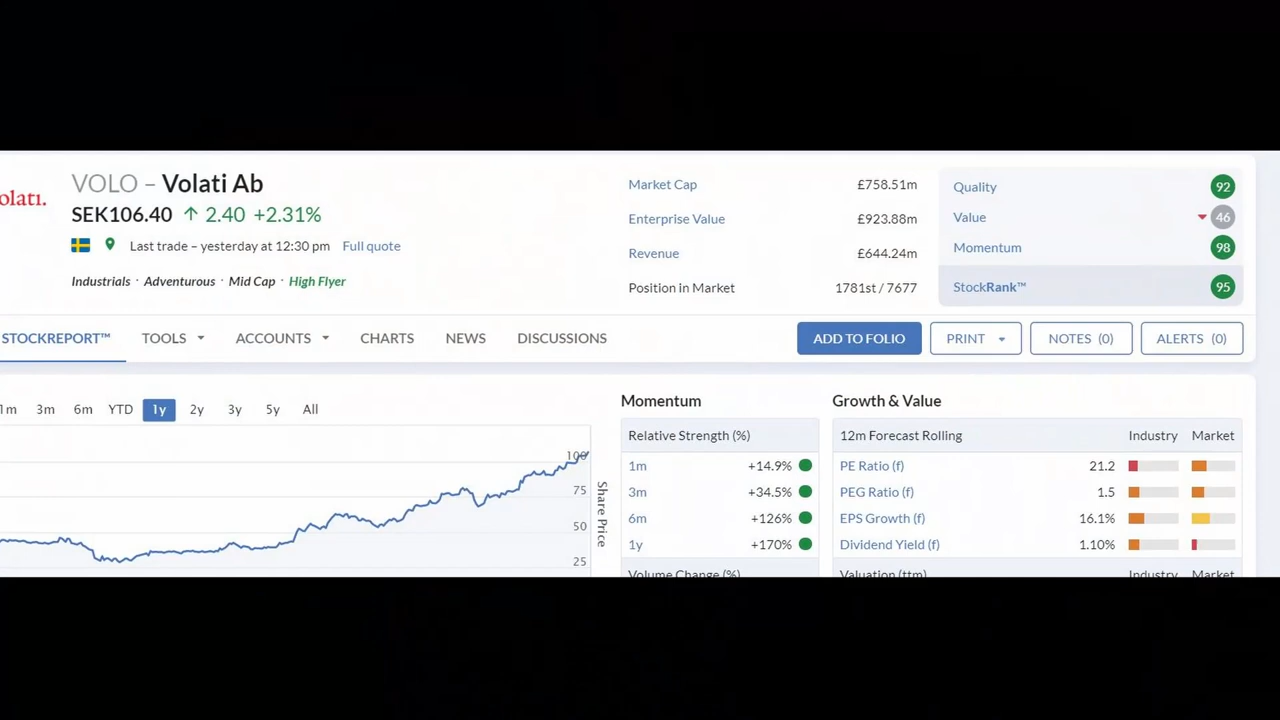 olati.
VOLO – Volati Ab
SEK106.40 ↑ 2.40 +2.31%
Last trade – yesterday at 12:30 pm Full quote
Industrials · Adventurous · Mid Cap · High Flyer
Market Cap £758.51m
Enterprise Value £923.88m
Revenue £644.24m
Position in Market 1781st / 7677
Quality 92
Value 46
Momentum 98
StockRank™ 95
STOCKREPORT™ TOOLS ACCOUNTS CHARTS NEWS DISCUSSIONS
ADD TO FOLIO PRINT NOTES (0) ALERTS (0)
1m 3m 6m YTD 1y 2y 3y 5y All
100
75
50
25
Share Price
Momentum
Relative Strength (%)
1m +14.9%
3m +34.5%
6m +126%
1y +170%
Volume Change (%)
Growth & Value
12m Forecast Rolling Industry Market
PE Ratio (f) 21.2
PEG Ratio (f) 1.5
EPS Growth (f) 16.1%
Dividend Yield (f) 1.10%
Valuation (ttm) Industry Market